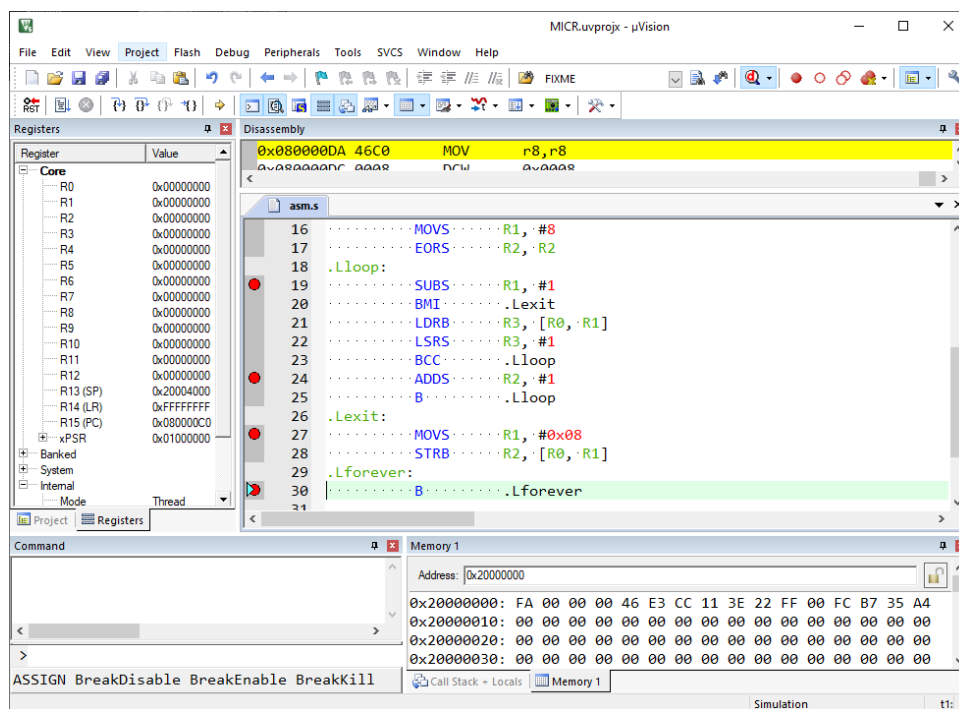 MICR.uvprojx - µVision
File Edit View Project Flash Debug Peripherals Tools SVCS Window Help
FIXME
RST
Registers
Register Value
Core
R0 0x00000000
R1 0x00000000
R2 0x00000000
R3 0x00000000
R4 0x00000000
R5 0x00000000
R6 0x00000000
R7 0x00000000
R8 0x00000000
R9 0x00000000
R10 0x00000000
R11 0x00000000
R12 0x00000000
R13 (SP) 0x20004000
R14 (LR) 0xFFFFFFFF
R15 (PC) 0x080000C0
xPSR 0x01000000
Banked
System
Internal
Mode Thread
Project Registers
Disassembly
0x080000DA 46C0 MOV r8,r8
0x080000DC 0008 DCW 0x0008
asm.s
16 MOVS R1, #8
17 EORS R2, R2
18 .Lloop:
19 SUBS R1, #1
20 BMI .Lexit
21 LDRB R3, [R0, R1]
22 LSRS R3, #1
23 BCC .Lloop
24 ADDS R2, #1
25 B .Lloop
26 .Lexit:
27 MOVS R1, #0x08
28 STRB R2, [R0, R1]
29 .Lforever:
30 B .Lforever
31
Command
>
ASSIGN BreakDisable BreakEnable BreakKill
Memory 1
Address: 0x20000000
0x20000000: FA 00 00 00 46 E3 CC 11 3E 22 FF 00 FC B7 35 A4
0x20000010: 00 00 00 00 00 00 00 00 00 00 00 00 00 00 00 00
0x20000020: 00 00 00 00 00 00 00 00 00 00 00 00 00 00 00 00
0x20000030: 00 00 00 00 00 00 00 00 00 00 00 00 00 00 00 00
Call Stack + Locals Memory 1
Simulation t1: